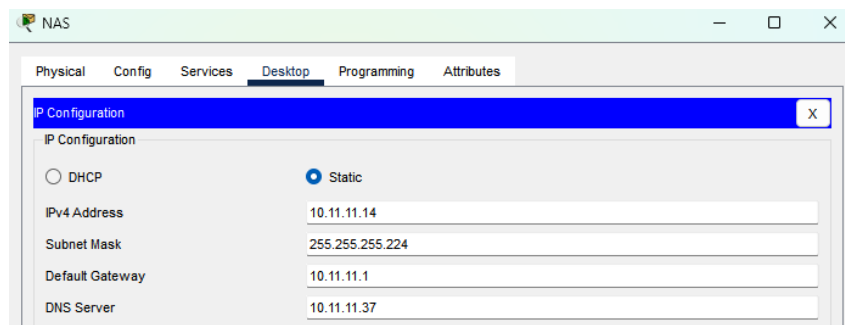 NAS
Physical Config Services Desktop Programming Attributes
IP Configuration X
IP Configuration
DHCP Static
IPv4 Address 10.11.11.14
Subnet Mask 255.255.255.224
Default Gateway 10.11.11.1
DNS Server 10.11.11.37